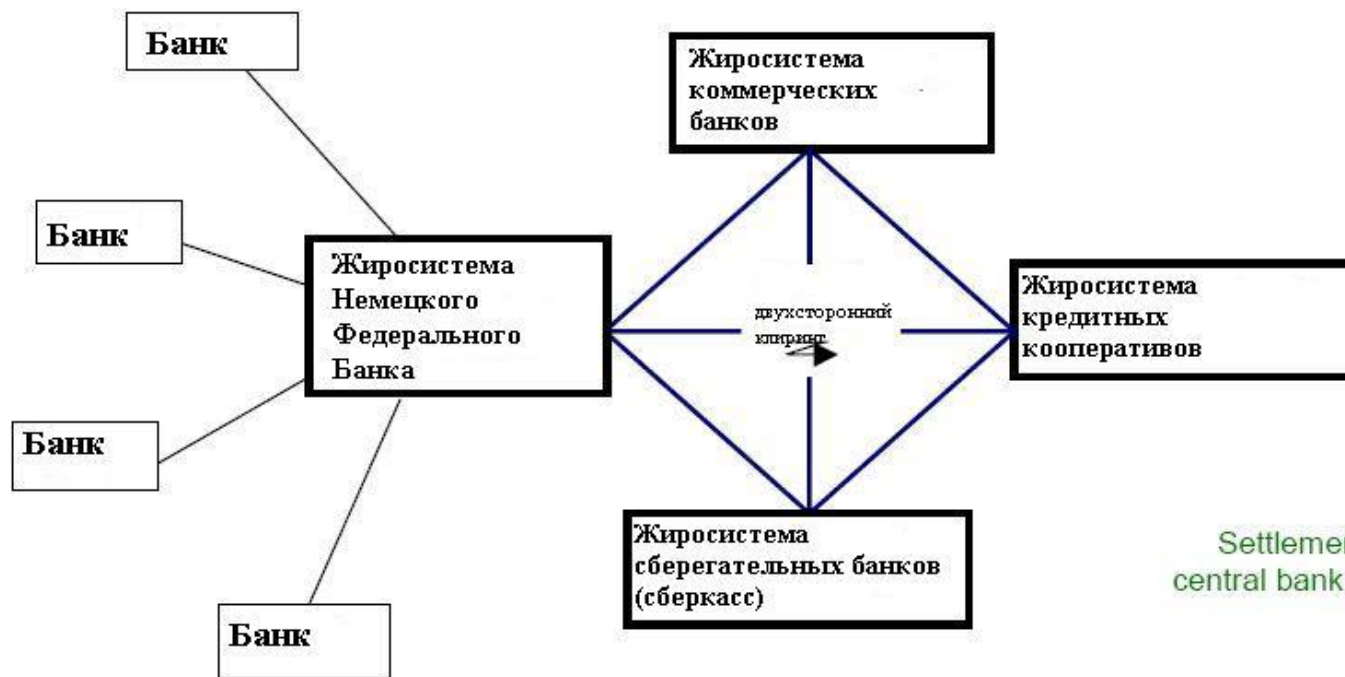 Банк
Жиросистема
коммерческих
банков
Банк
Жиросистема
Немецкого
Федерального
Банка
двухсторонний
клиринг
Жиросистема
кредитных
кооперативов
Банк
Жиросистема
сберегательных банков
(сберкасс)
Банк
central bank